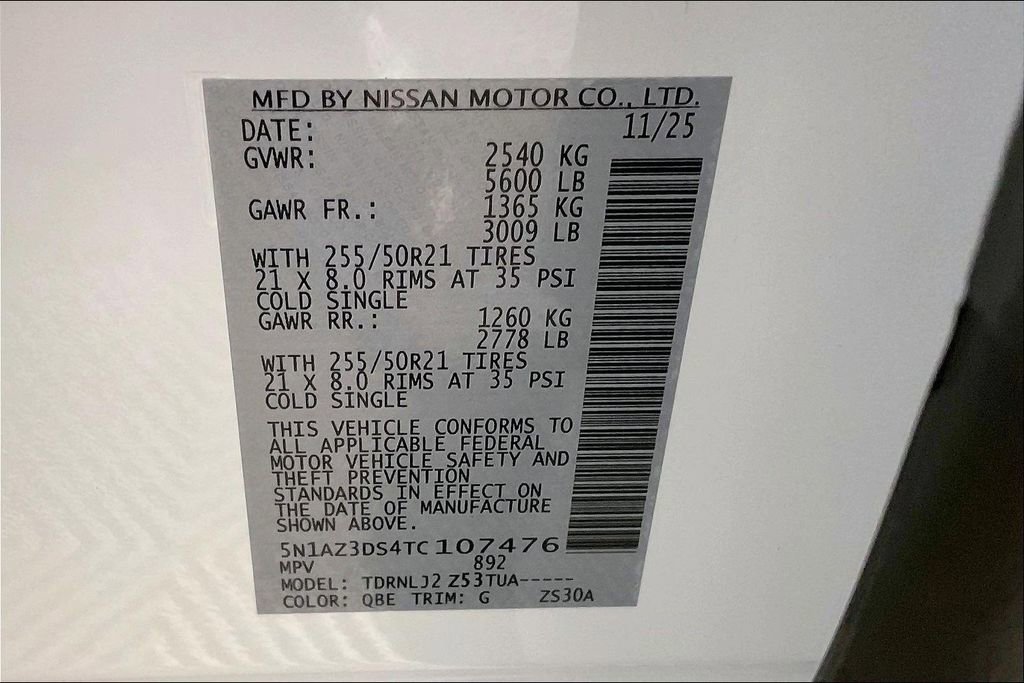 MFD BY NISSAN MOTOR CO., LTD.
DATE: 11/25
GVWR: 2540 KG
5600 LB
GAWR FR.: 1365 KG
3009 LB
WITH 255/50R21 TIRES
21 X 8.0 RIMS AT 35 PSI
COLD SINGLE
GAWR RR.: 1260 KG
2778 LB
WITH 255/50R21 TIRES
21 X 8.0 RIMS AT 35 PSI
COLD SINGLE
THIS VEHICLE CONFORMS TO
ALL APPLICABLE FEDERAL
MOTOR VEHICLE SAFETY AND
THEFT PREVENTION
STANDARDS IN EFFECT ON
THE DATE OF MANUFACTURE
SHOWN ABOVE.
5N1AZ3DS4TC107476
MPV 892
MODEL: TDRNLJ2 Z53TUA-----
COLOR: QBE TRIM: G ZS30A